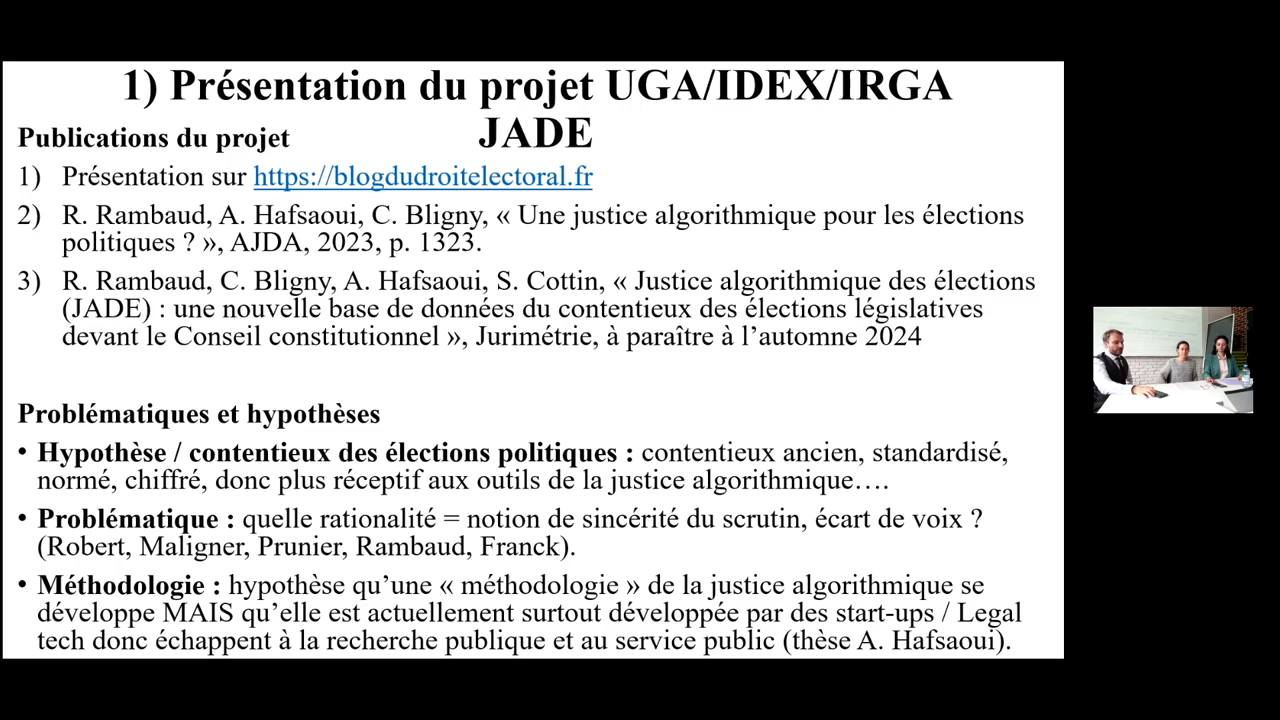 1) Présentation du projet UGA/IDEX/IRGA
JADE
Publications du projet
1) Présentation sur https://blogdudroitelectoral.fr
2) R. Rambaud, A. Hafsaoui, C. Bligny, « Une justice algorithmique pour les élections
politiques ? », AJDA, 2023, p. 1323.
3) R. Rambaud, C. Bligny, A. Hafsaoui, S. Cottin, « Justice algorithmique des élections
(JADE) : une nouvelle base de données du contentieux des élections législatives
devant le Conseil constitutionnel », Jurimétrie, à paraître à l’automne 2024
Problématiques et hypothèses
• Hypothèse / contentieux des élections politiques : contentieux ancien, standardisé,
normé, chiffré, donc plus réceptif aux outils de la justice algorithmique….
• Problématique : quelle rationalité = notion de sincérité du scrutin, écart de voix ?
(Robert, Maligner, Prunier, Rambaud, Franck).
• Méthodologie : hypothèse qu’une « méthodologie » de la justice algorithmique se
développe MAIS qu’elle est actuellement surtout développée par des start-ups / Legal
tech donc échappent à la recherche publique et au service public (thèse A. Hafsaoui).